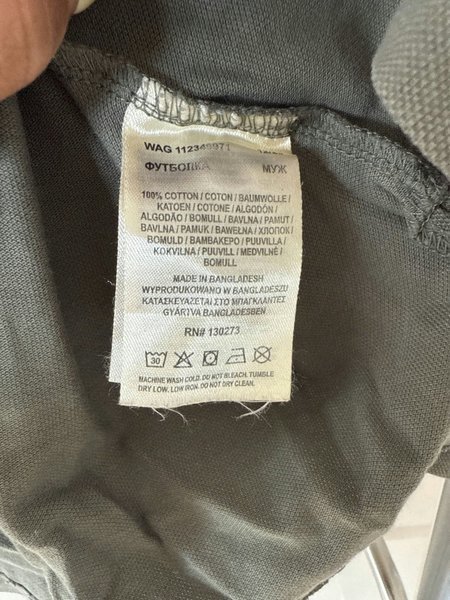 WAG 112349971
ФУТБОЛКА МУЖ
100% COTTON / COTON / BAUMWOLLE /
KATOEN / COTONE / ALGODÓN /
ALGODÃO / BOMULL / BAVLNA / PAMUT /
BAVLNA / PAMUK / BAWEŁNA / ХЛОПОК /
BOMULD / BAMBAKEPO / PUUVILLA /
KOKVILNA / PUUVILL / MEDVILNĖ /
BOMULL
MADE IN BANGLADESH
WYPRODUKOWANO W BANGLADESZU
ΚΑΤΑΣΚΕΥΑΖΕΤΑΙ ΣΤΟ ΜΠΑΓΚΛΑΝΤΕΣ
GYÁRTVA BANGLADESBEN
RN# 130273
30
MACHINE WASH COLD. DO NOT BLEACH. TUMBLE
DRY LOW. LOW IRON. DO NOT DRY CLEAN.